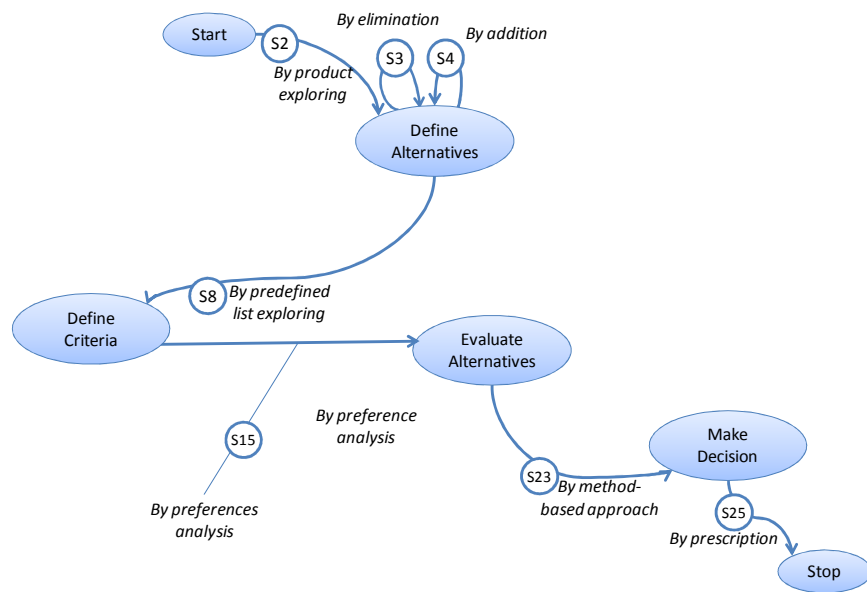 Start
S2
By elimination
By addition
S3
S4
By product
exploring
Define
Alternatives
S8
By predefined
list exploring
Define
Criteria
Evaluate
Alternatives
S15
By preference
analysis
By preferences
analysis
Make
Decision
S23
By method-
based approach
S25
By prescription
Stop